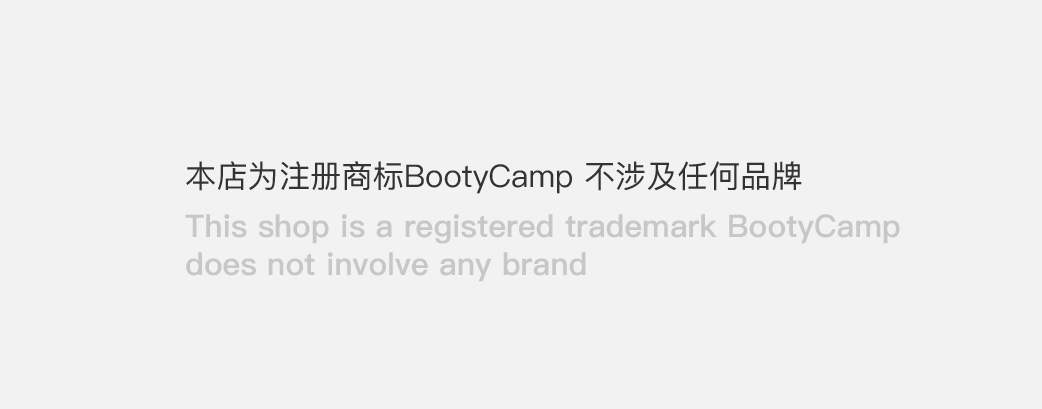 本店为注册商标BootyCamp 不涉及任何品牌
This shop is a registered trademark BootyCamp
does not involve any brand